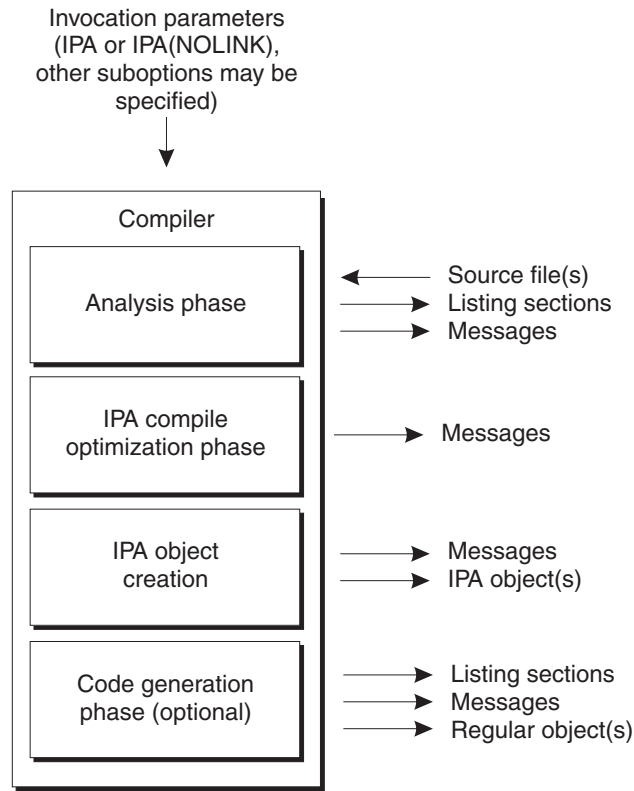 Invocation parameters
(IPA or IPA(NOLINK),
other suboptions may be
specified)
Compiler
Analysis phase
Source file(s)
Listing sections
Messages
IPA compile
optimization phase
Messages
IPA object
creation
Messages
IPA object(s)
Code generation
phase (optional)
Listing sections
Messages
Regular object(s)